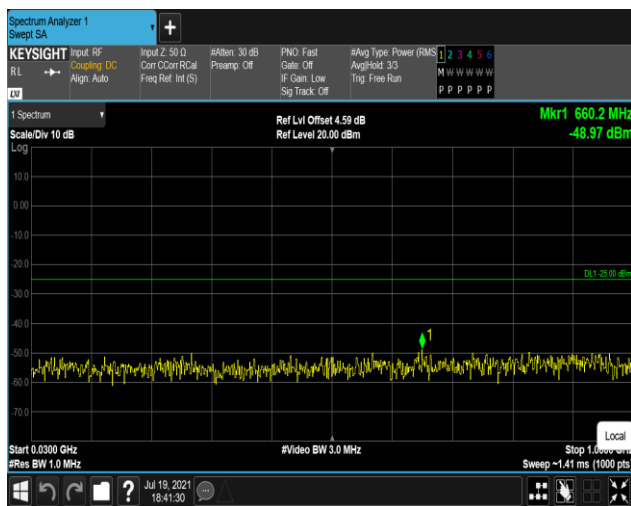 Spectrum Analyzer 1
Swept SA
+
KEYSIGHT Input: RF Input Z: 50 Ω #Atten: 30 dB PNO: Fast #Avg Type: Power (RMS 1 2 3 4 5 6
RL Coupling: DC Corr CCorr RCal Preamp: Off Gate: Off Avg|Hold: 3/3 M W W W W W
Align: Auto Freq Ref: Int (S) IF Gain: Low Trig: Free Run
LXI Sig Track: Off P P P P P P
1 Spectrum Ref Lvl Offset 4.59 dB Mkr1 660.2 MHz
Scale/Div 10 dB Ref Level 20.00 dBm -48.97 dBm
Log
10.0
0.00
-10.0
-20.0
DL1 -25.00 dBm
-30.0
-40.0
1
-50.0
-60.0
-70.0
Local
Start 0.0300 GHz #Video BW 3.0 MHz Stop 1.0
#Res BW 1.0 MHz Sweep ~1.41 ms (1000 pts)
? Jul 19, 2021
18:41:30